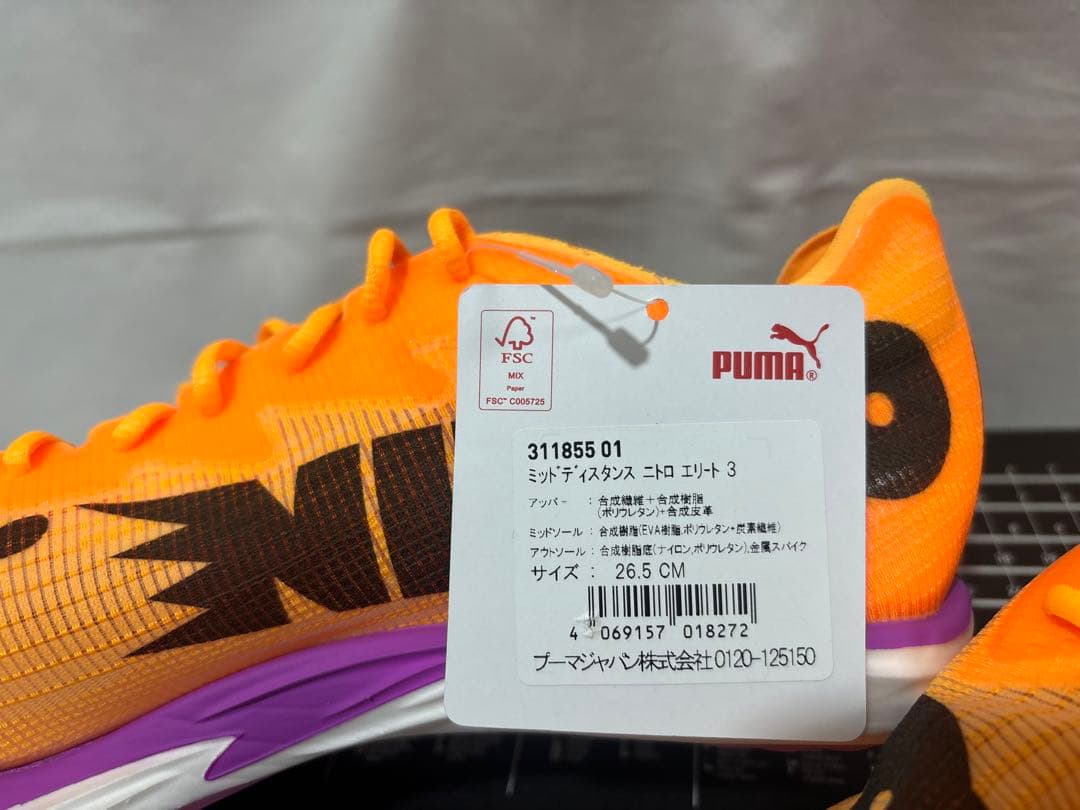 FSC™
MIX
Paper
FSC™ C005725
PUMA®
311855 01
ミッドディスタンス ニトロ エリート 3
アッパー : 合成繊維+合成樹脂
(ポリウレタン)+合成皮革
ミッドソール : 合成樹脂(EVA樹脂,ポリウレタン+炭素繊維)
アウトソール : 合成樹脂底(ナイロン,ポリウレタン),金属スパイク
サイズ : 26.5 CM
4 069157 018272
プーマジャパン株式会社0120-125150